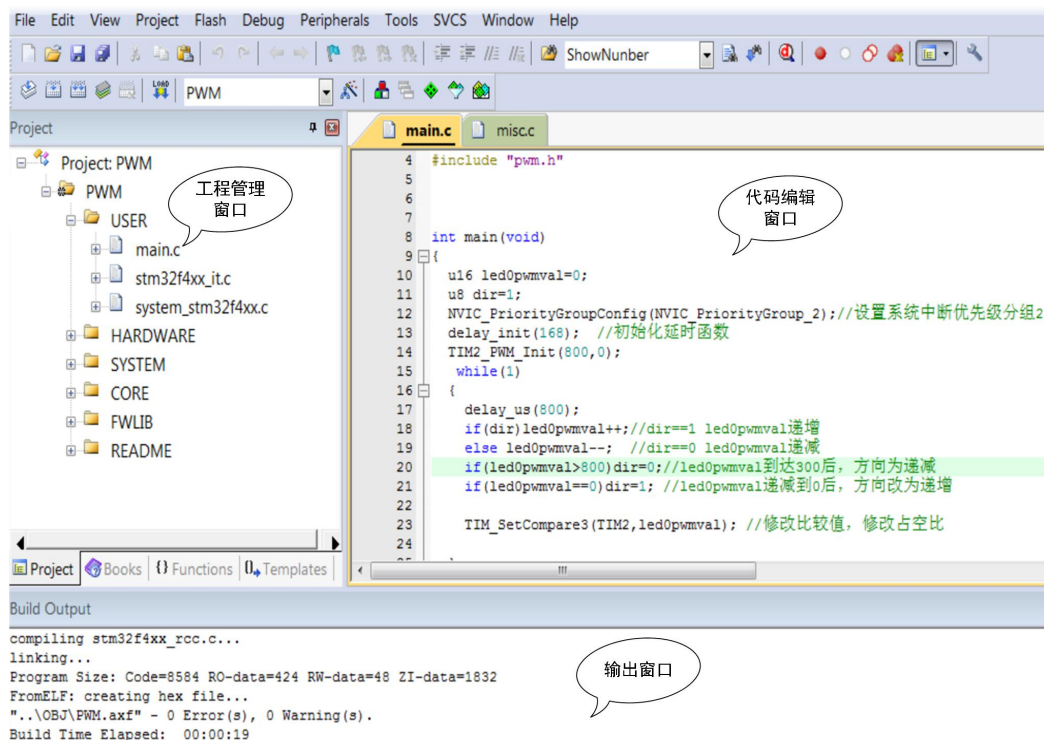 File Edit View Project Flash Debug Peripherals Tools SVCS Window Help
ShowNunber
LOAD PWM
Project
main.c misc.c
Project: PWM
PWM
USER
main.c
stm32f4xx_it.c
system_stm32f4xx.c
HARDWARE
SYSTEM
CORE
FWLIB
README
工程管理
窗口
代码编辑
窗口
4 #include "pwm.h"
5
6
7
8 int main(void)
9 {
10 u16 led0pwmval=0;
11 u8 dir=1;
12 NVIC_PriorityGroupConfig(NVIC_PriorityGroup_2);//设置系统中断优先级分组2
13 delay_init(168); //初始化延时函数
14 TIM2_PWM_Init(800,0);
15 while(1)
16 {
17 delay_us(800);
18 if(dir)led0pwmval++;//dir==1 led0pwmval递增
19 else led0pwmval--; //dir==0 led0pwmval递减
20 if(led0pwmval>800)dir=0;//led0pwmval到达300后，方向为递减
21 if(led0pwmval==0)dir=1; //led0pwmval递减到0后，方向改为递增
22
23 TIM_SetCompare3(TIM2,led0pwmval); //修改比较值，修改占空比
24
Project Books {} Functions 0 Templates
Build Output
compiling stm32f4xx_rcc.c...
linking...
Program Size: Code=8584 RO-data=424 RW-data=48 ZI-data=1832
FromELF: creating hex file...
"..\OBJ\PWM.axf" - 0 Error(s), 0 Warning(s).
Build Time Elapsed: 00:00:19
输出窗口